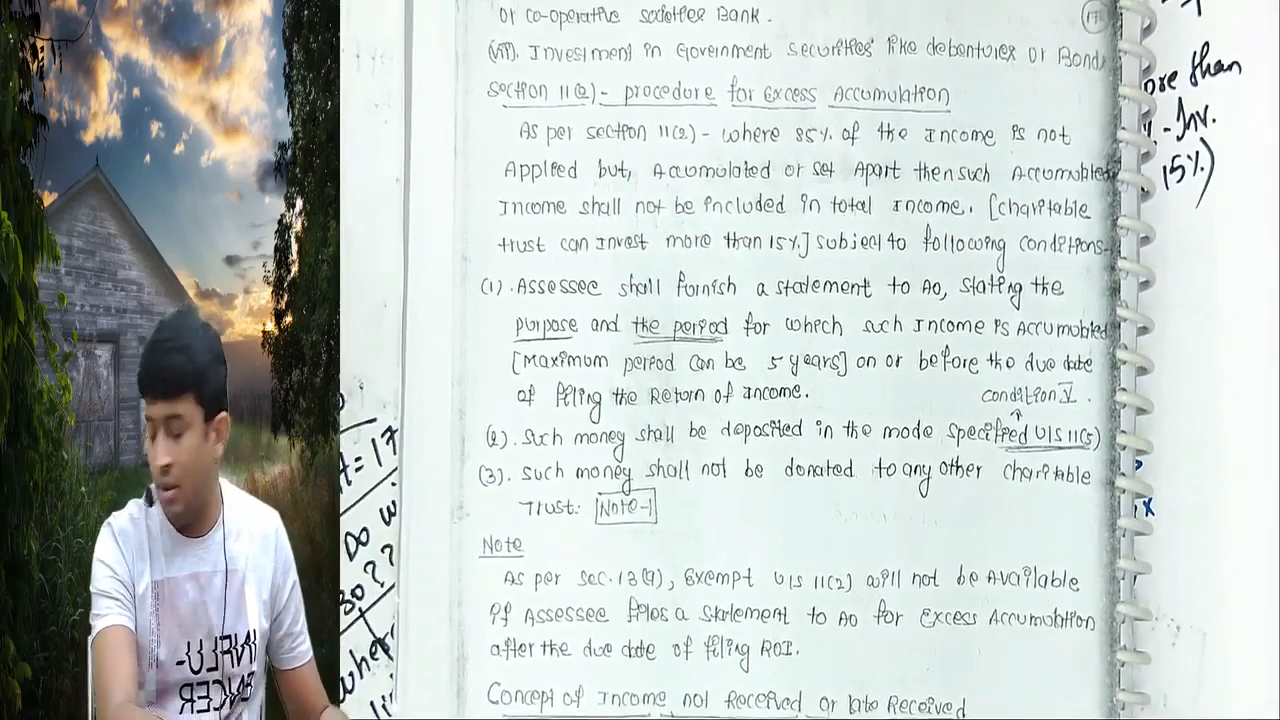 or co-operative societies Bank.
17
(viii). Investment in Government securities like debentures or Bond
Section 11(2) - procedure for Excess Accumulation
As per section 11(2) - where 85% of the Income is not
Applied but, Accumulated or set Apart then such Accumulated
Income shall not be included in total income. [charitable
trust can invest more than 15%] subject to following conditions-
(1). Assessee shall furnish a statement to AO, stating the
purpose and the period for which such Income is Accumulated
[Maximum period can be 5 years] on or before the due date
of filing the Return of Income.
condition V.
(2). Such money shall be deposited in the mode specified U/s 11(5)
(3). such money shall not be donated to any other charitable
Trust. Note-1
Note
As per sec.13(9), Exempt U/s 11(2) will not be Available
if Assessee files a statement to AO for Excess Accumulation
after the due date of filing ROI.
Concept of Income not Received or late Received
ore than
-Inv.
15%)
= 17
Do w
30??
where